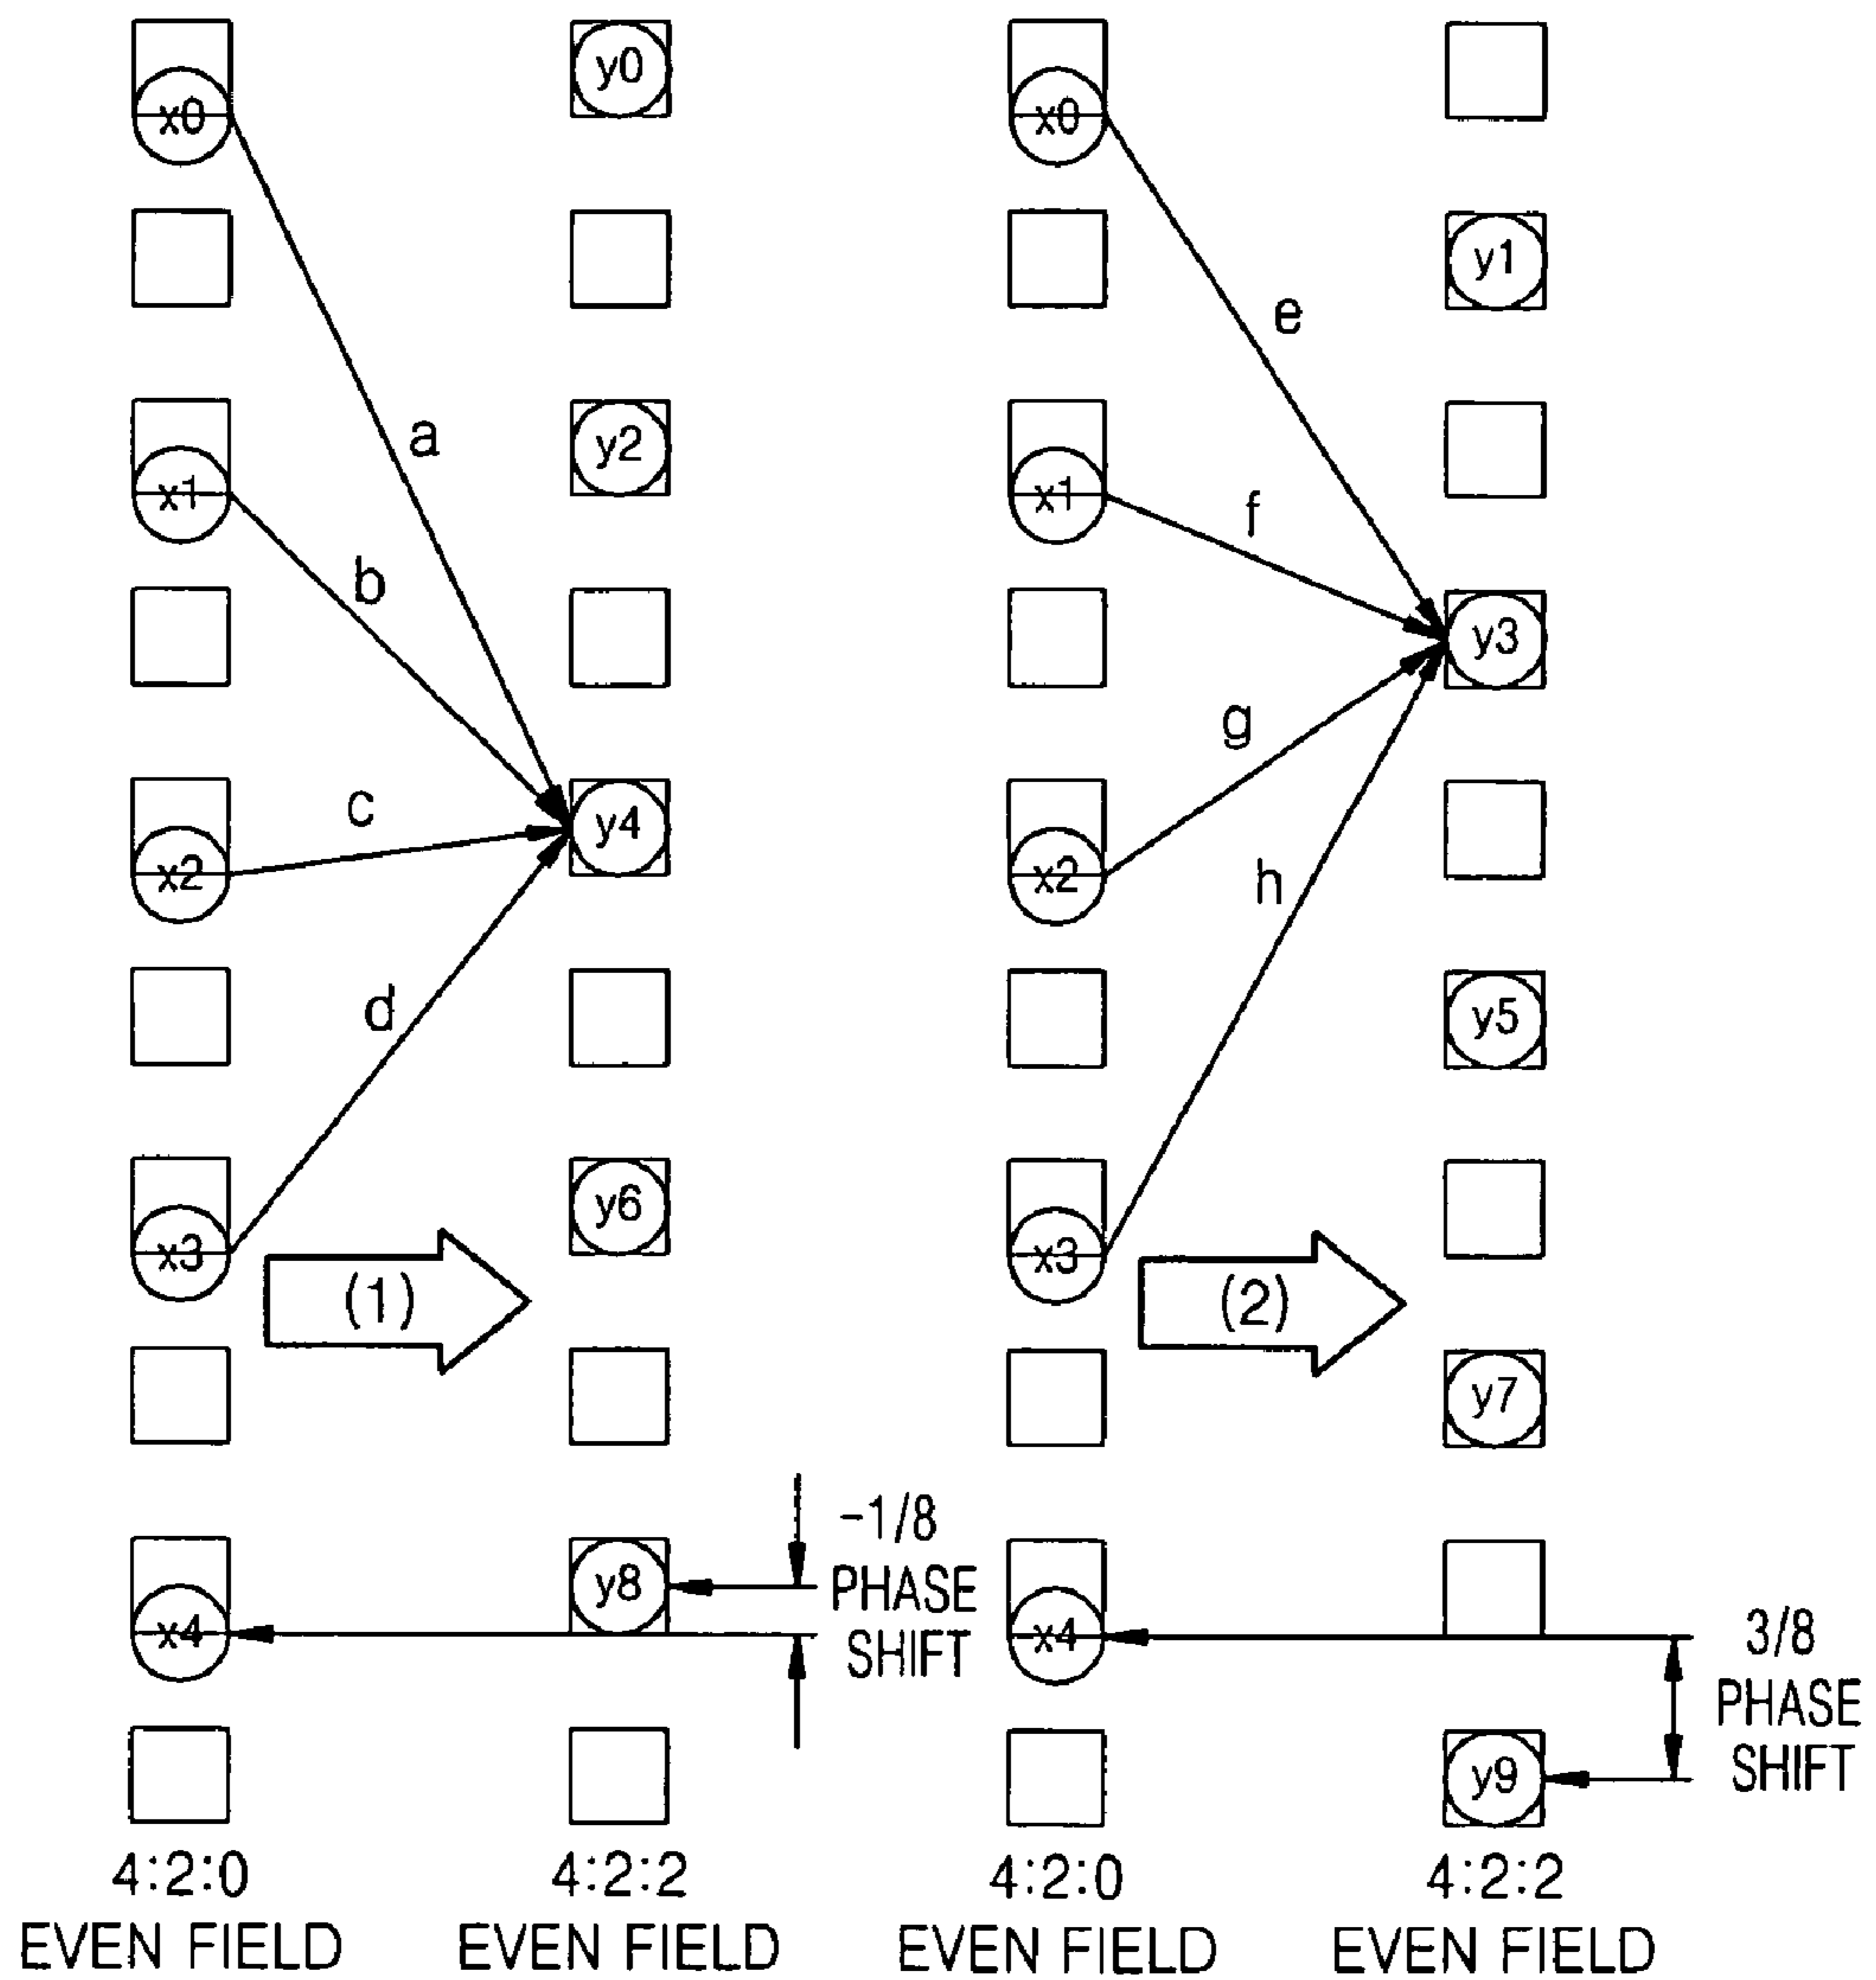 x0
y0
x0
y1
e
x1
a
y2
x1
f
b
y3
g
x2
c
y4
x2
h
d
y5
x3
y6
x3
(1)
(2)
y7
-1/8
PHASE
SHIFT
x4
y8
x4
3/8
PHASE
SHIFT
y9
4:2:0
EVEN FIELD
4:2:2
EVEN FIELD
4:2:0
EVEN FIELD
4:2:2
EVEN FIELD